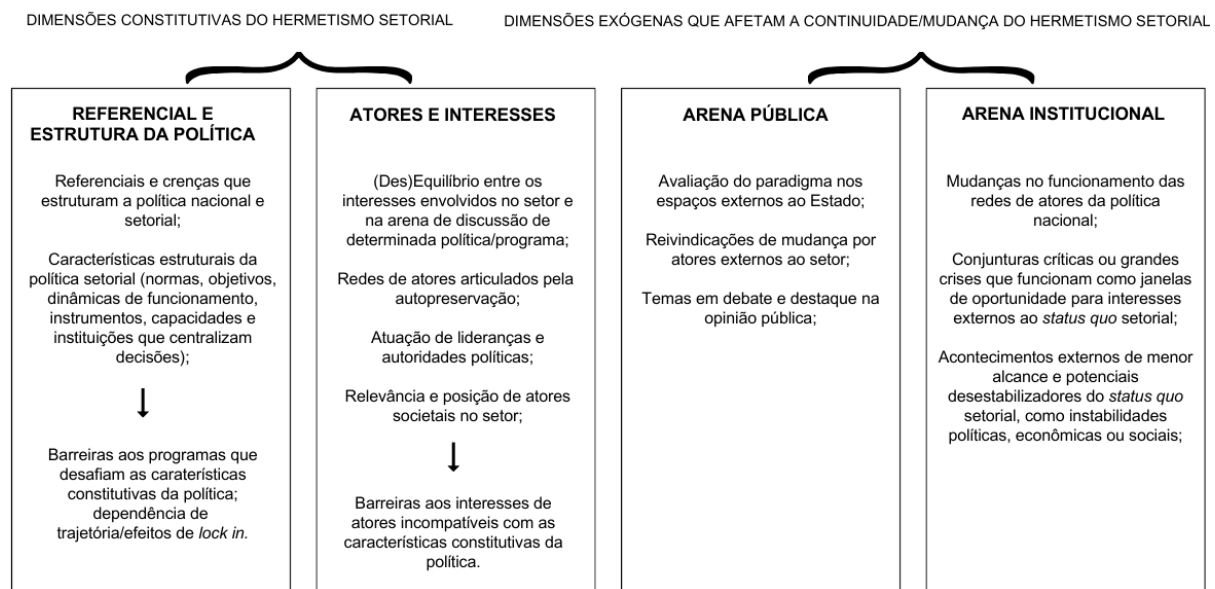 DIMENSÕES CONSTITUTIVAS DO HERMETISMO SETORIAL
DIMENSÕES EXÓGENAS QUE AFETAM A CONTINUIDADE/MUDANÇA DO HERMETISMO SETORIAL
REFERENCIAL E
ESTRUTURA DA POLÍTICA
Referenciais e crenças que
estruturam a política nacional e
setorial;
Características estruturais da
política setorial (normas, objetivos,
dinâmicas de funcionamento,
instrumentos, capacidades e
instituições que centralizam
decisões);
Barreiras aos programas que
desafiam as caraterísticas
constitutivas da política;
dependência de
trajetória/efeitos de lock in.
ATORES E INTERESSES
(Des)Equilíbrio entre os
interesses envolvidos no setor e
na arena de discussão de
determinada política/programa;
Redes de atores articulados pela
autopreservação;
Atuação de lideranças e
autoridades políticas;
Relevância e posição de atores
societais no setor;
Barreiras aos interesses de
atores incompatíveis com as
características constitutivas da
política.
ARENA PÚBLICA
Avaliação do paradigma nos
espaços externos ao Estado;
Reivindicações de mudança por
atores externos ao setor;
Temas em debate e destaque na
opinião pública;
ARENA INSTITUCIONAL
Mudanças no funcionamento das
redes de atores da política
nacional;
Conjunturas críticas ou grandes
crises que funcionam como janelas
de oportunidade para interesses
externos ao status quo setorial;
Acontecimentos externos de menor
alcance e potenciais
desestabilizadores do status quo
setorial, como instabilidades
políticas, econômicas ou sociais;